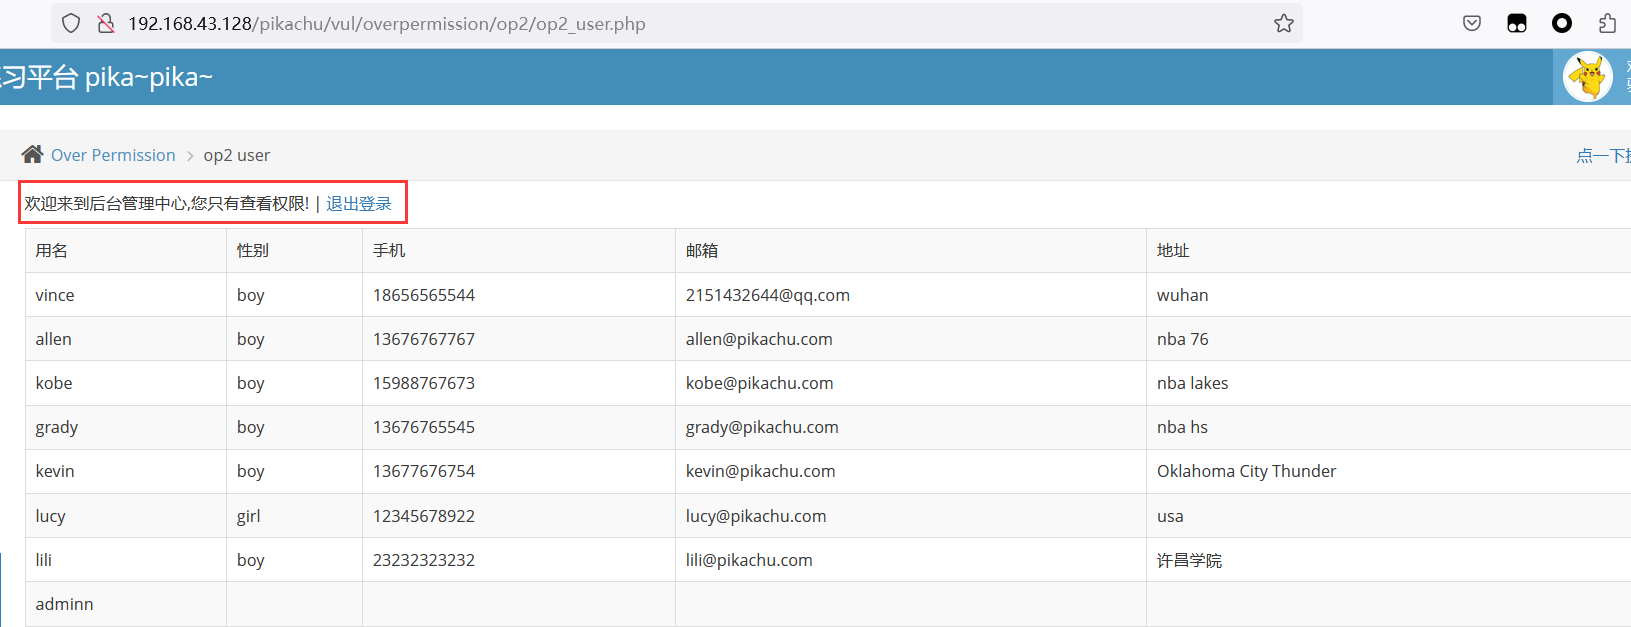 192.168.43.128/pikachu/vul/overpermission/op2/op2_user.php
习平台 pika~pika~
Over Permission > op2 user
点一下
欢迎来到后台管理中心,您只有查看权限! | 退出登录
用名 性别 手机 邮箱 地址
vince boy 18656565544 2151432644@qq.com wuhan
allen boy 13676767767 allen@pikachu.com nba 76
kobe boy 15988767673 kobe@pikachu.com nba lakes
grady boy 13676765545 grady@pikachu.com nba hs
kevin boy 13677676754 kevin@pikachu.com Oklahoma City Thunder
lucy girl 12345678922 lucy@pikachu.com usa
lili boy 23232323232 lili@pikachu.com 许昌学院
adminn